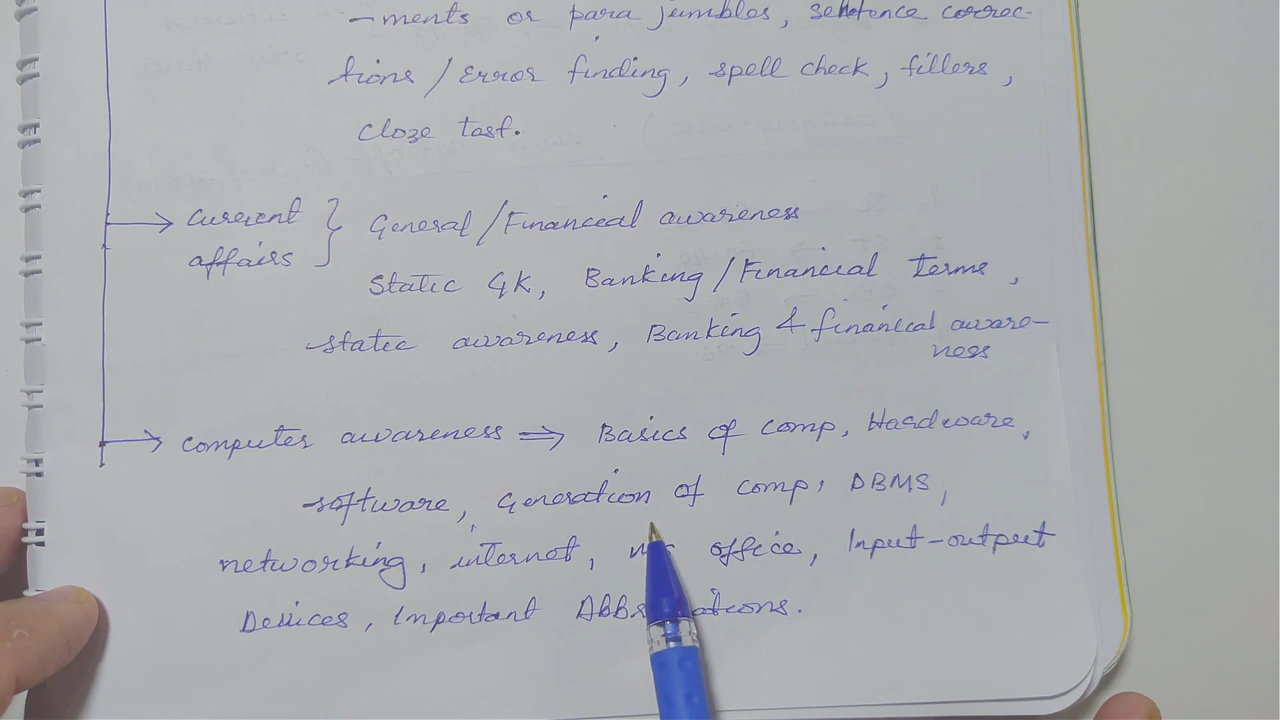 -ments or para jumbles, sentence correc-
tions / Error finding, spell check, fillers,
Cloze test.
→ Current } General / Financial awareness
affairs
Static GK, Banking / Financial Terms,
static awareness, Banking & financial aware-
ness
→ Computer awareness ⇒ Basics of comp, Hardware,
software, Generation of comp, DBMS,
networking, internet, office, Input-output
Devices, Important